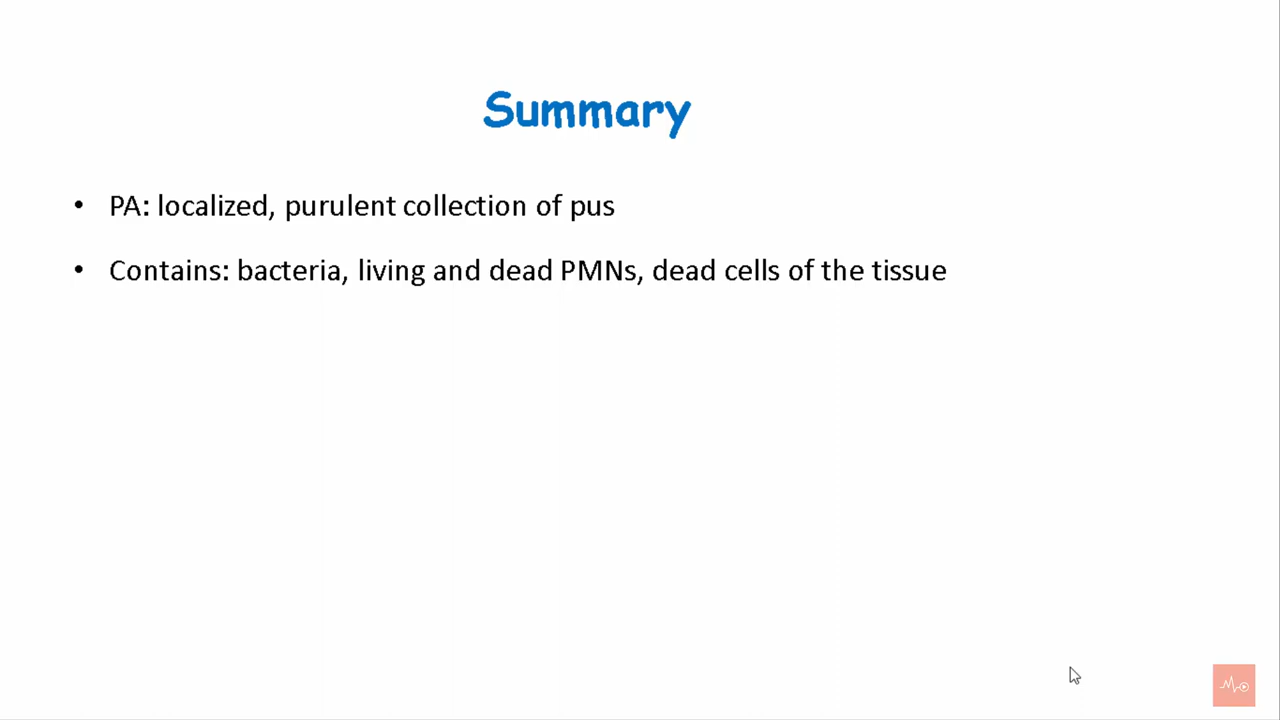 Summary
• PA: localized, purulent collection of pus
• Contains: bacteria, living and dead PMNs, dead cells of the tissue